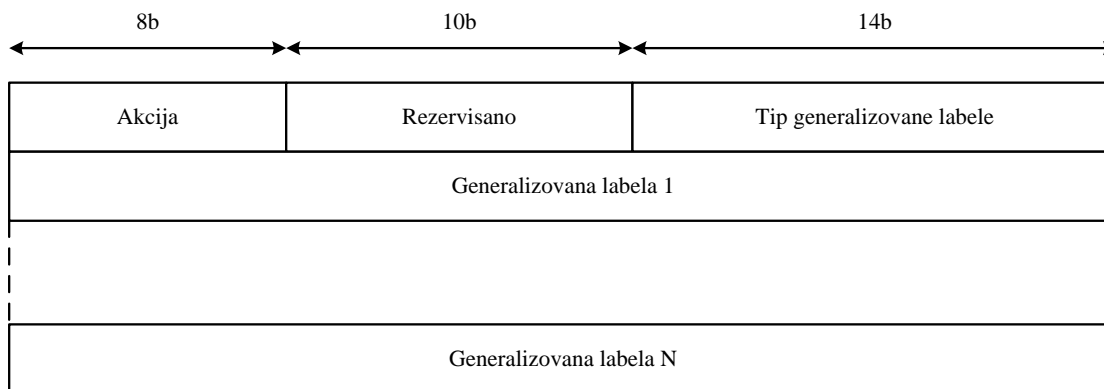 8b 10b 14b
Akcija Rezervisano Tip generalizovane labele
Generalizovana labela 1
Generalizovana labela N